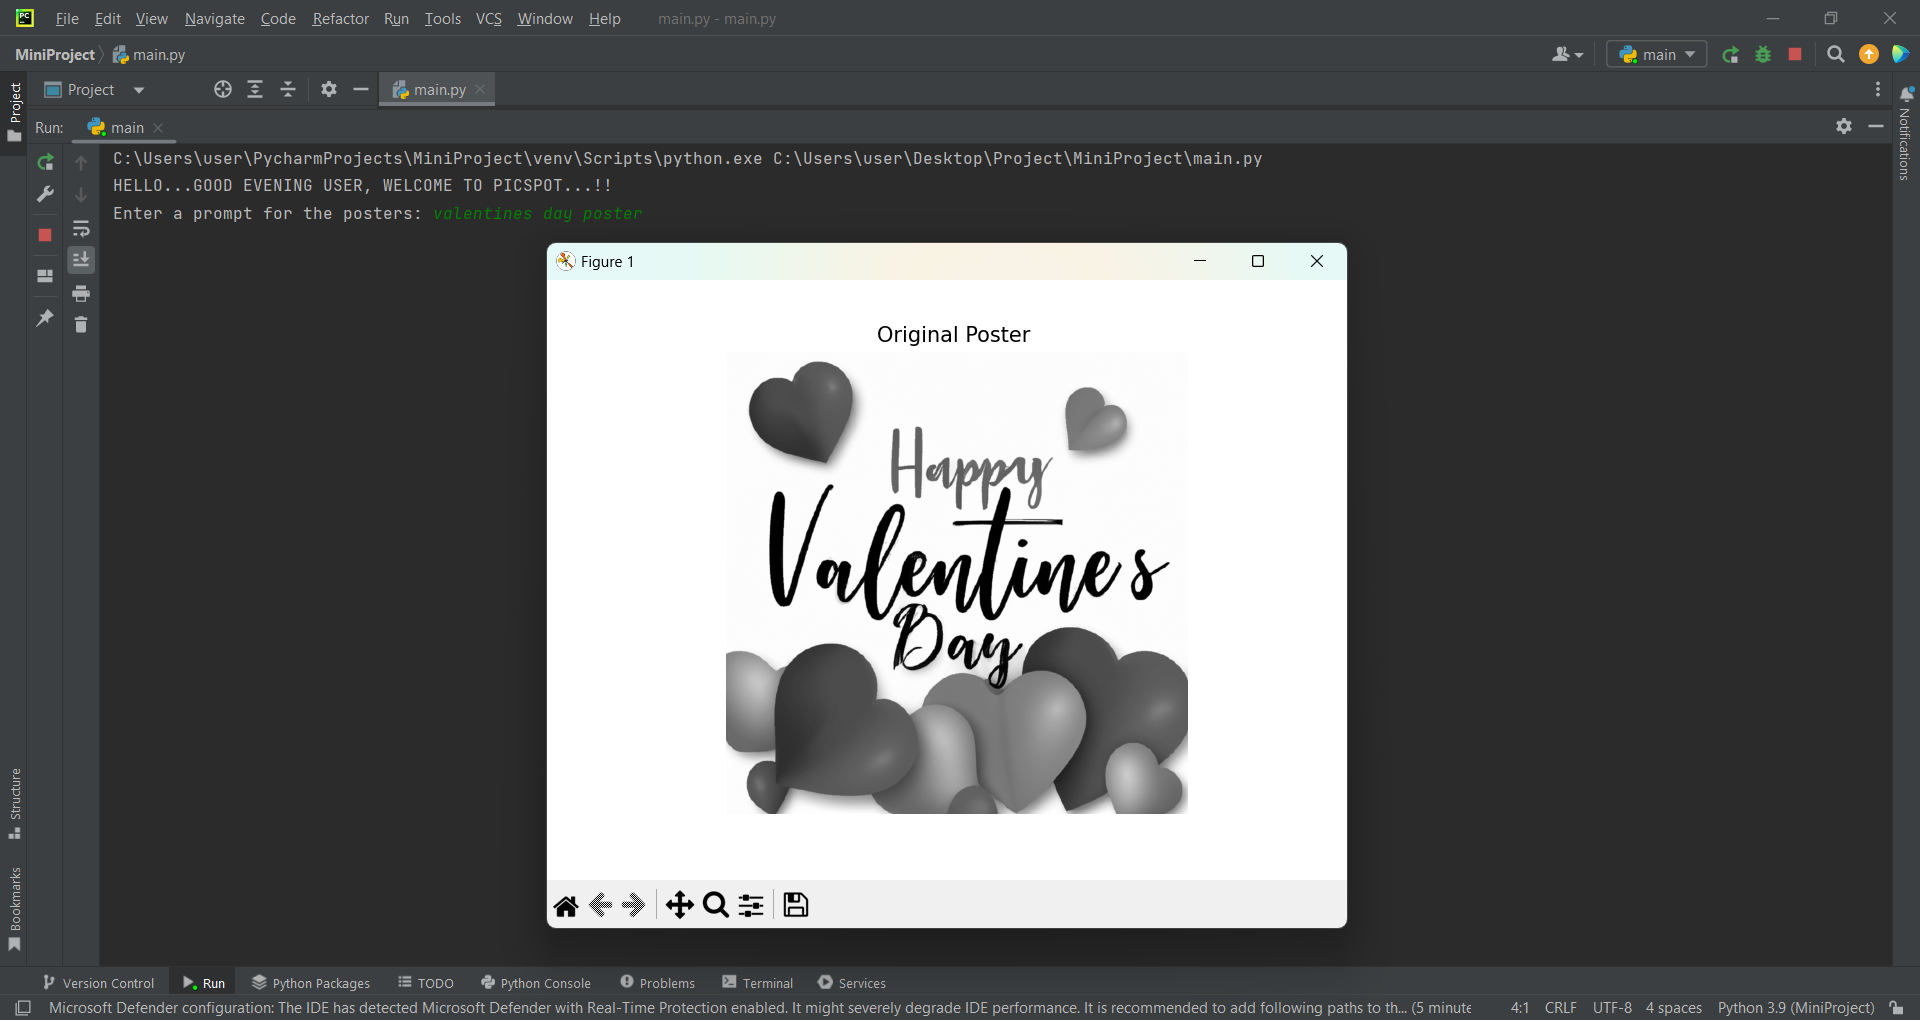 PC
File Edit View Navigate Code Refactor Run Tools VCS Window Help main.py - main.py
MiniProject main.py
main
Project
main.py
Run: main
C:\Users\user\PycharmProjects\MiniProject\venv\Scripts\python.exe C:\Users\user\Desktop\Project\MiniProject\main.py
HELLO...GOOD EVENING USER, WELCOME TO PICSPOT...!!
Enter a prompt for the posters: valentines day poster
Figure 1
Original Poster
Happy
Valentine's
Day
Project
Structure
Bookmarks
Notifications
Version Control Run Python Packages TODO Python Console Problems Terminal Services
Microsoft Defender configuration: The IDE has detected Microsoft Defender with Real-Time Protection enabled. It might severely degrade IDE performance. It is recommended to add following paths to th... (5 minute 4:1 CRLF UTF-8 4 spaces Python 3.9 (MiniProject)